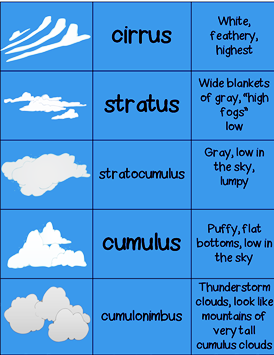 cirrus
White,
feathery,
highest
stratus
Wide blankets
of gray, "high
fogs"
low
stratocumulus
Gray, low in
the sky,
lumpy
cumulus
Puffy, flat
bottoms, low in
the sky
cumulonimbus
Thunderstorm
clouds, look like
mountains of
very tall
cumulus clouds